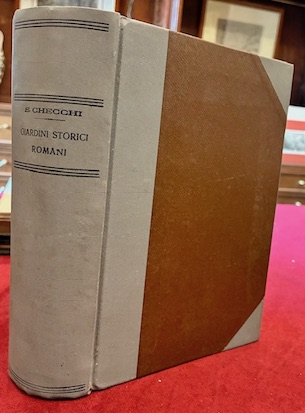 E. CHECCHI
GIARDINI STORICI
ROMANI